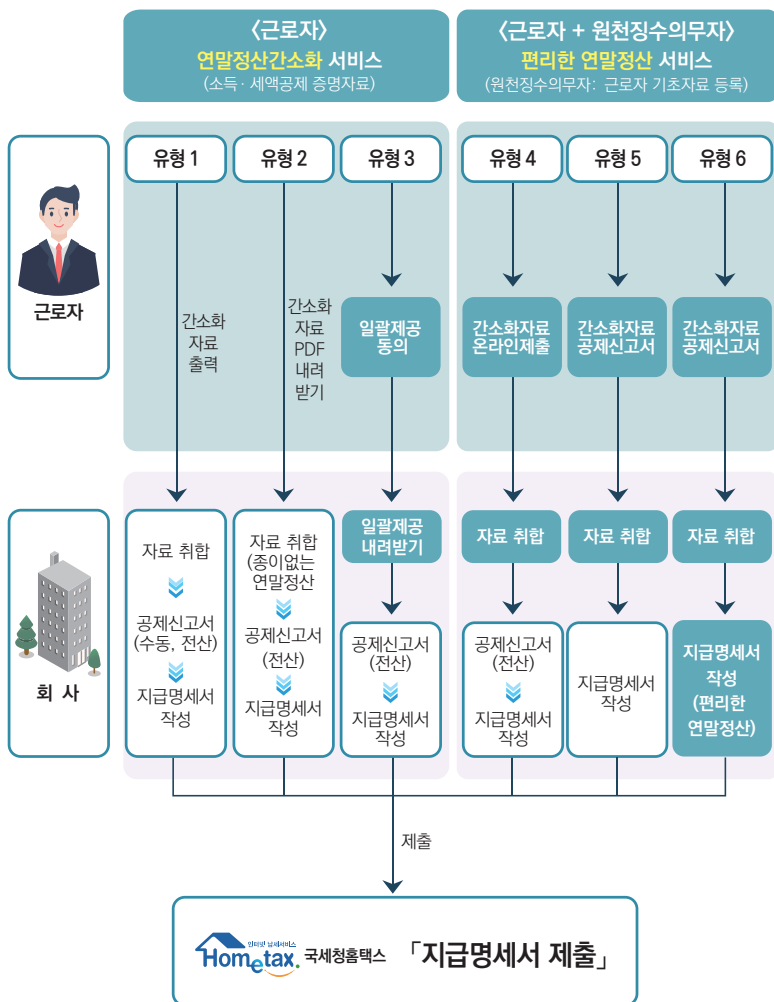 〈근로자〉
연말정산간소화 서비스
(소득·세액공제 증명자료)
〈근로자 + 원천징수의무자〉
편리한 연말정산 서비스
(원천징수의무자: 근로자 기초자료 등록)
근로자
유형 1
유형 2
유형 3
유형 4
유형 5
유형 6
간소화
자료
출력
간소화
자료
PDF
내려
받기
일괄제공
동의
간소화자료
온라인제출
간소화자료
공제신고서
간소화자료
공제신고서
회 사
자료 취합
공제신고서
(수동, 전산)
지급명세서
작성
자료 취합
(종이없는
연말정산
공제신고서
(전산)
지급명세서
작성
일괄제공
내려받기
공제신고서
(전산)
지급명세서
작성
자료 취합
공제신고서
(전산)
지급명세서
작성
자료 취합
지급명세서
작성
자료 취합
지급명세서
작성
(편리한
연말정산)
제출
인터넷 납세서비스
Hometax. 국세청홈택스 「지급명세서 제출」